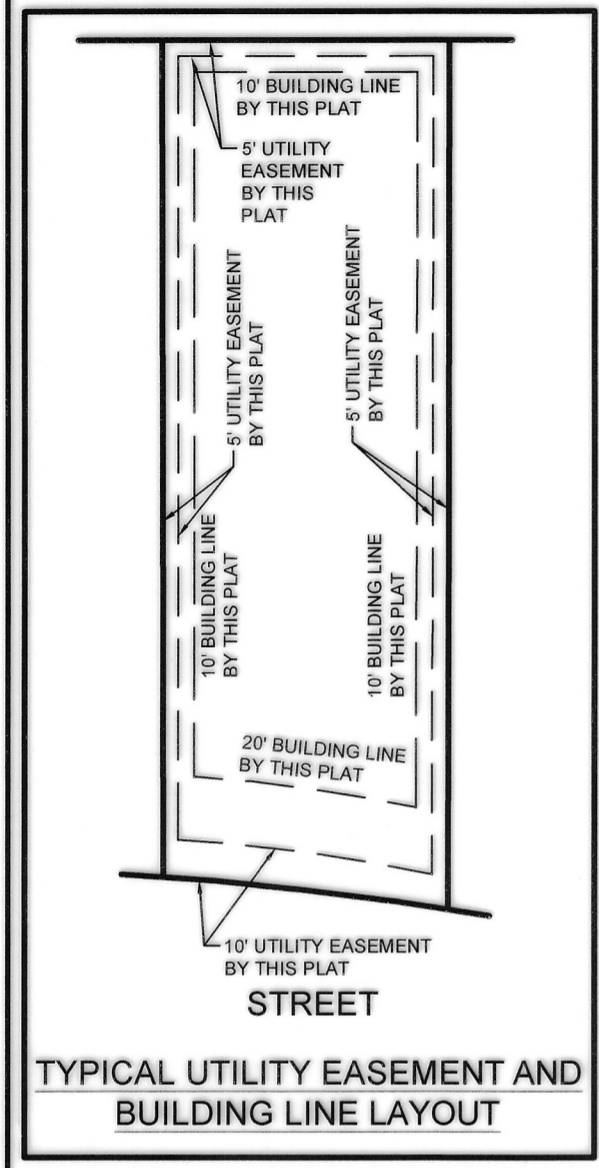 10' BUILDING LINE
BY THIS PLAT
5' UTILITY
EASEMENT
BY THIS
PLAT
5' UTILITY EASEMENT
BY THIS PLAT
5' UTILITY EASEMENT
BY THIS PLAT
10' BUILDING LINE
BY THIS PLAT
10' BUILDING LINE
BY THIS PLAT
20' BUILDING LINE
BY THIS PLAT
10' UTILITY EASEMENT
BY THIS PLAT
STREET
TYPICAL UTILITY EASEMENT AND
BUILDING LINE LAYOUT